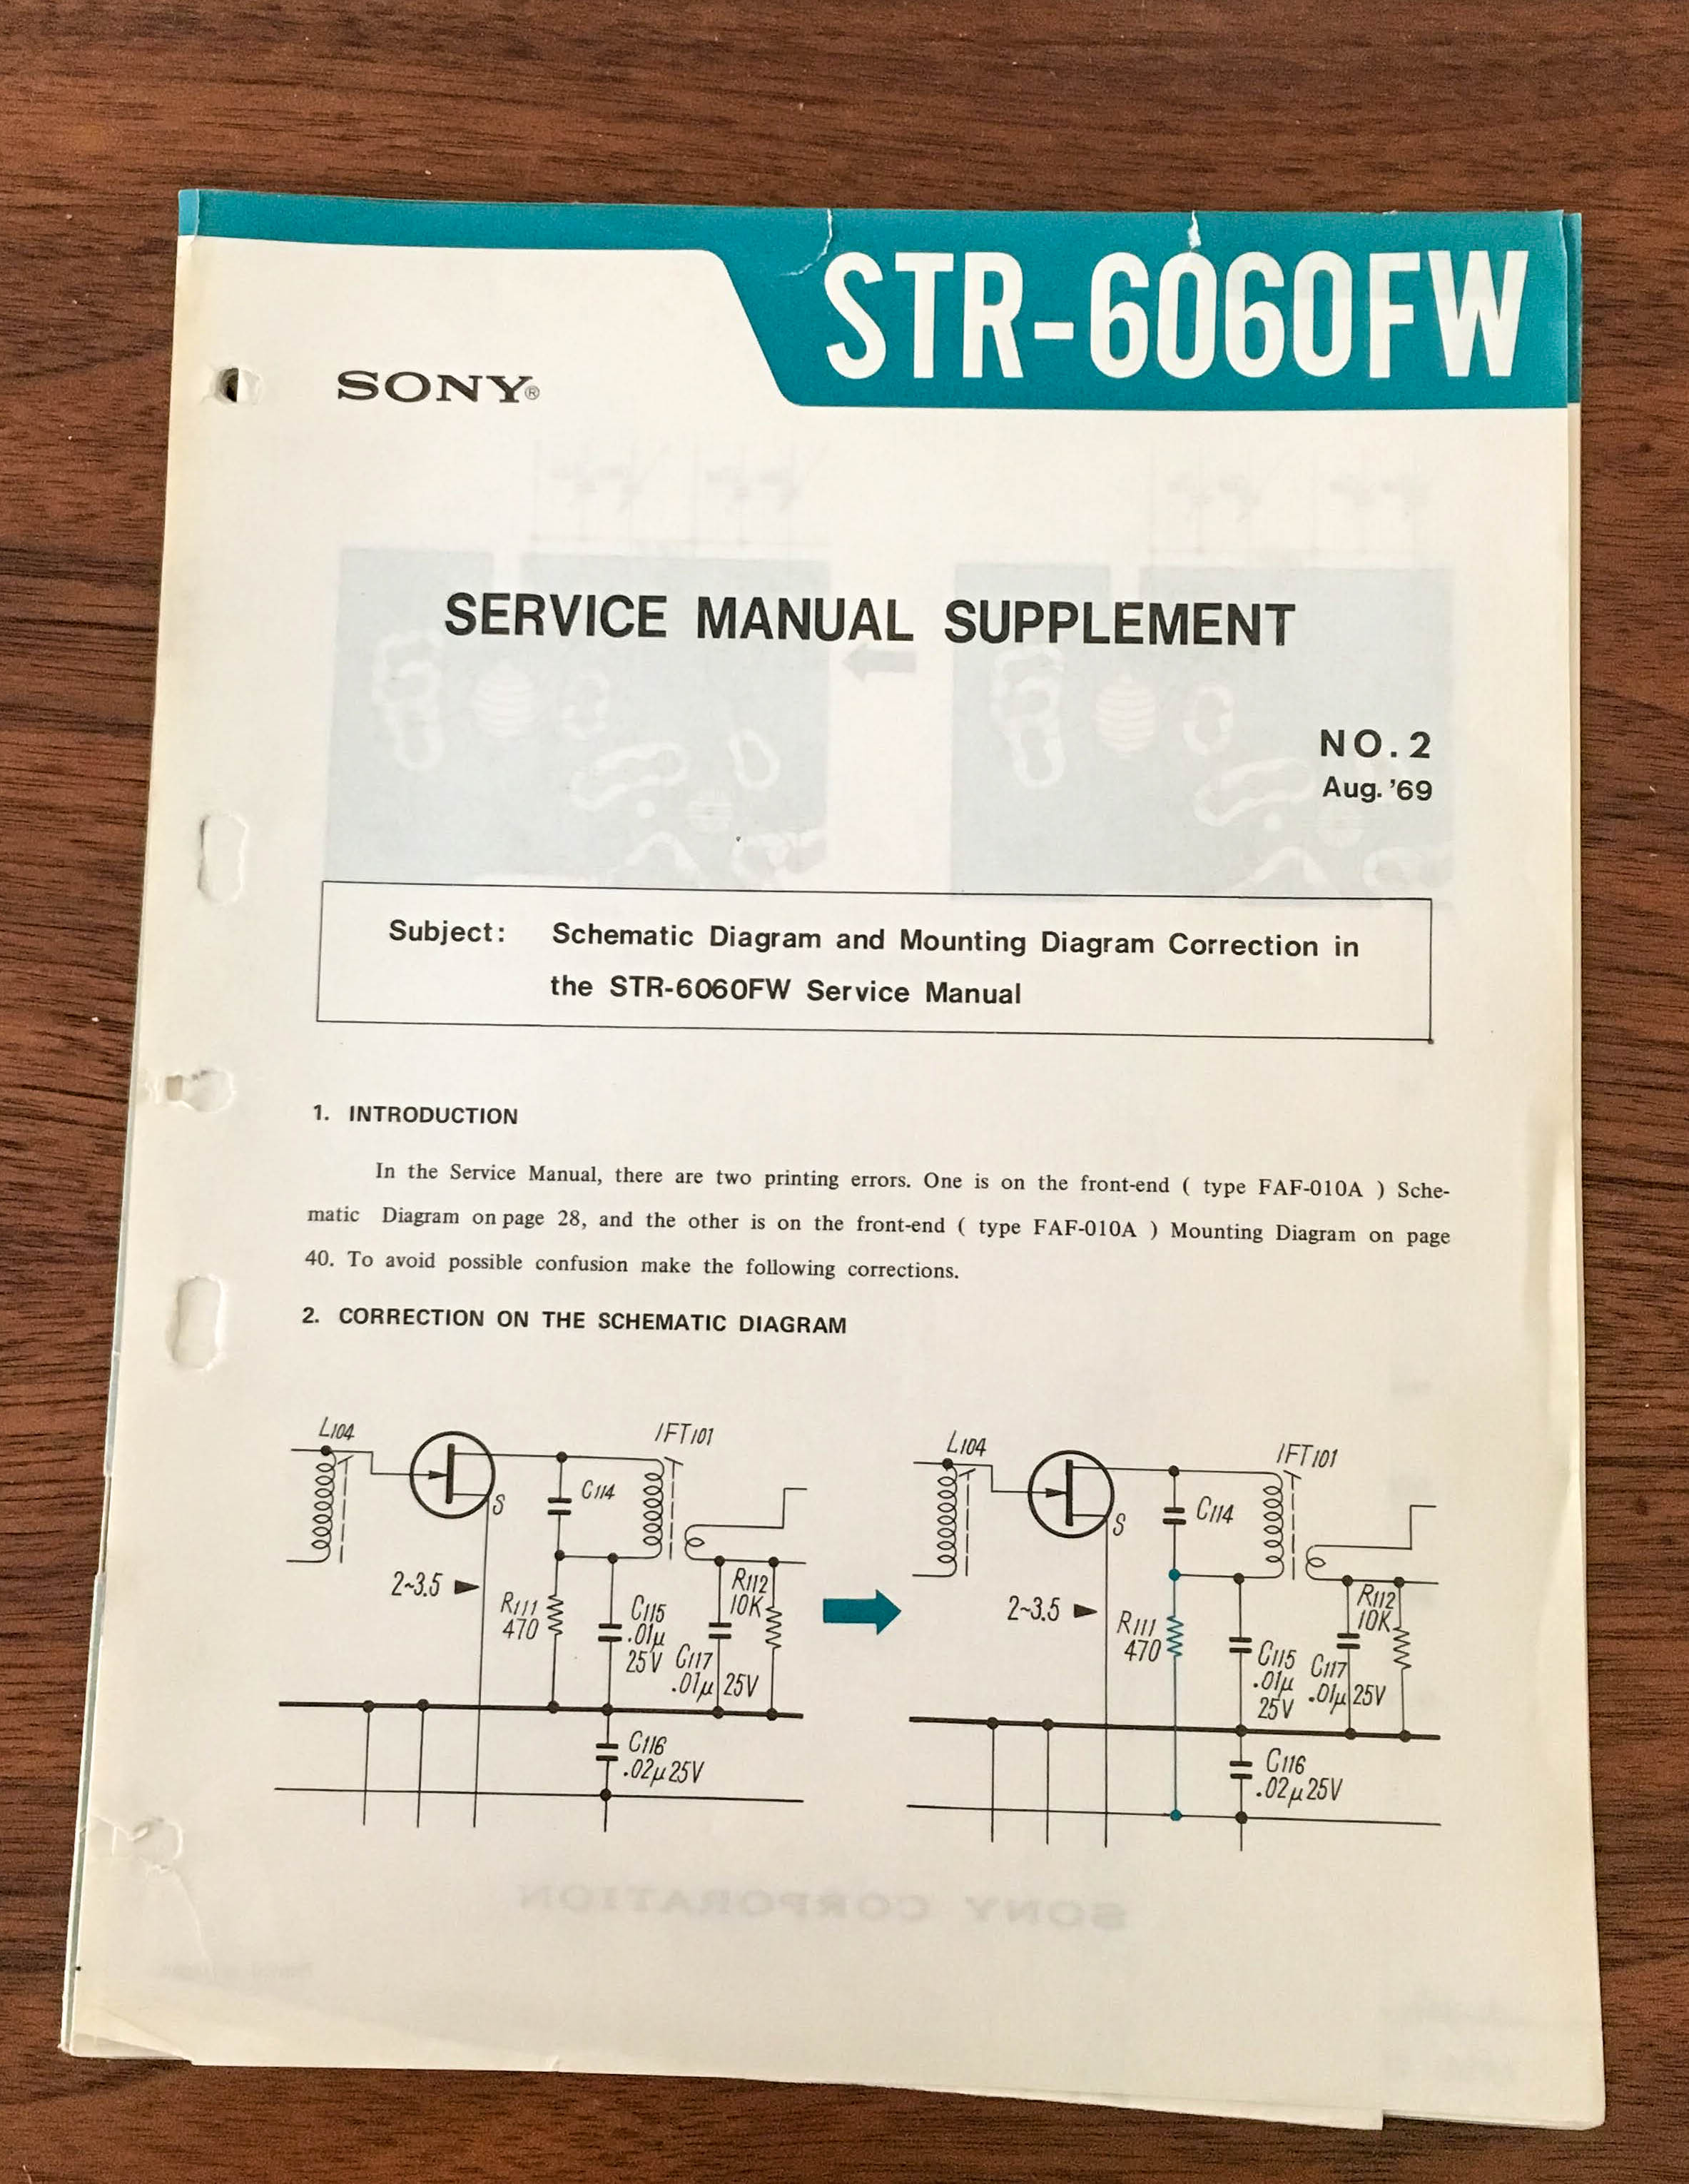 STR-6060FW
SONY®
SERVICE MANUAL SUPPLEMENT
NO.2
Aug. '69
Subject: Schematic Diagram and Mounting Diagram Correction in
the STR-6060FW Service Manual
1. INTRODUCTION
In the Service Manual, there are two printing errors. One is on the front-end ( type FAF-010A ) Sche-
matic Diagram on page 28, and the other is on the front-end ( type FAF-010A ) Mounting Diagram on page
40. To avoid possible confusion make the following corrections.
2. CORRECTION ON THE SCHEMATIC DIAGRAM
L104
IFT101
S
C114
2~3.5
R111
470
C115
.01µ
25V
R112
10K
C117
.01µ 25V
C116
.02µ 25V
L104
IFT101
S
C114
2~3.5
R111
470
C115
.01µ
25V
R112
10K
C117
.01µ 25V
C116
.02µ 25V
SONY CORPORATION